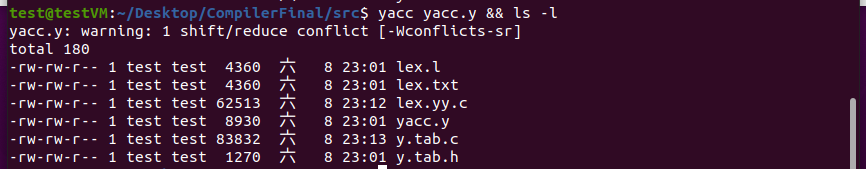 test@testVM:~/Desktop/CompilerFinal/src$ yacc yacc.y && ls -l
yacc.y: warning: 1 shift/reduce conflict [-Wconflicts-sr]
total 180
-rw-rw-r-- 1 test test  4360  六   8 23:01 lex.l
-rw-rw-r-- 1 test test  4360  六   8 23:01 lex.txt
-rw-rw-r-- 1 test test 62513  六   8 23:12 lex.yy.c
-rw-rw-r-- 1 test test  8930  六   8 23:01 yacc.y
-rw-rw-r-- 1 test test 83832  六   8 23:13 y.tab.c
-rw-rw-r-- 1 test test  1270  六   8 23:01 y.tab.h